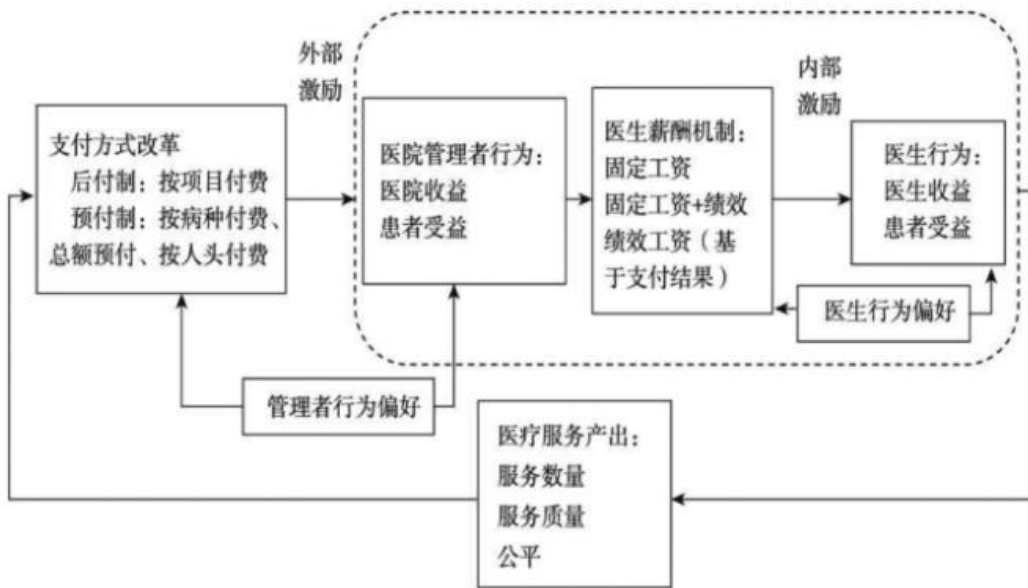 外部
激励
内部
激励
支付方式改革
后付制：按项目付费
预付制：按病种付费、
总额预付、按人头付费
医院管理者行为：
医院收益
患者受益
医生薪酬机制：
固定工资
固定工资+绩效
绩效工资（基
于支付结果）
医生行为：
医生收益
患者受益
医生行为偏好
管理者行为偏好
医疗服务产出：
服务数量
服务质量
公平